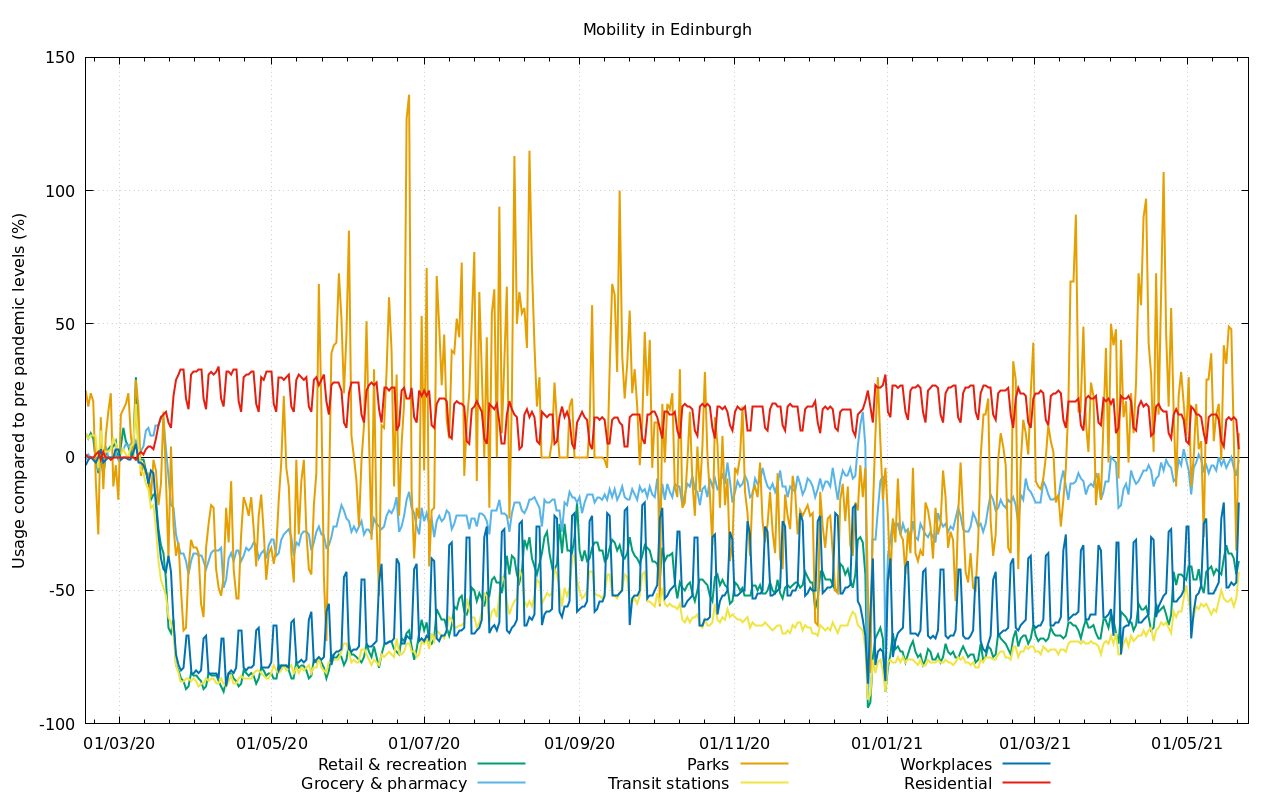 Mobility in Edinburgh
Usage compared to pre pandemic levels (%)
150
100
50
0
-50
-100
01/03/20 01/05/20 01/07/20 01/09/20 01/11/20 01/01/21 01/03/21 01/05/21
Retail & recreation Parks Workplaces
Grocery & pharmacy Transit stations Residential